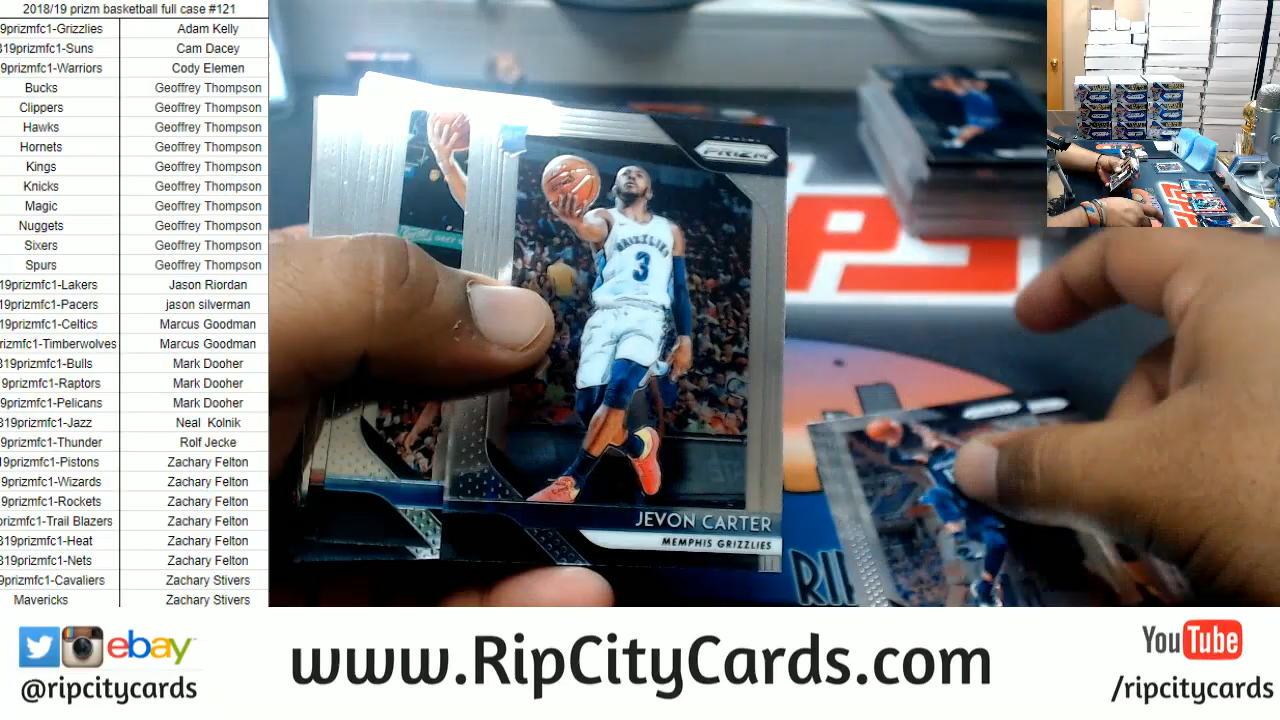 2018/19 prizm basketball full case #121
9prizmfc1-Grizzlies Adam Kelly
319prizmfc1-Suns Cam Dacey
9prizmfc1-Warriors Cody Elemen
Bucks Geoffrey Thompson
Clippers Geoffrey Thompson
Hawks Geoffrey Thompson
Hornets Geoffrey Thompson
Kings Geoffrey Thompson
Knicks Geoffrey Thompson
Magic Geoffrey Thompson
Nuggets Geoffrey Thompson
Sixers Geoffrey Thompson
Spurs Geoffrey Thompson
19prizmfc1-Lakers Jason Riordan
19prizmfc1-Pacers jason silverman
19prizmfc1-Celtics Marcus Goodman
rizmfc1-Timberwolves Marcus Goodman
319prizmfc1-Bulls Mark Dooher
9prizmfc1-Raptors Mark Dooher
9prizmfc1-Pelicans Mark Dooher
319prizmfc1-Jazz Neal Kolnik
19prizmfc1-Thunder Rolf Jecke
19prizmfc1-Pistons Zachary Felton
9prizmfc1-Wizards Zachary Felton
9prizmfc1-Rockets Zachary Felton
rizmfc1-Trail Blazers Zachary Felton
319prizmfc1-Heat Zachary Felton
319prizmfc1-Nets Zachary Felton
9prizmfc1-Cavaliers Zachary Stivers
Mavericks Zachary Stivers
PANINI
PRIZM
GRIZZLIES
3
JEVON CARTER
MEMPHIS GRIZZLIES
PS
RI
ebay
@ripcitycards
www.RipCityCards.com
YouTube
/ripcitycards